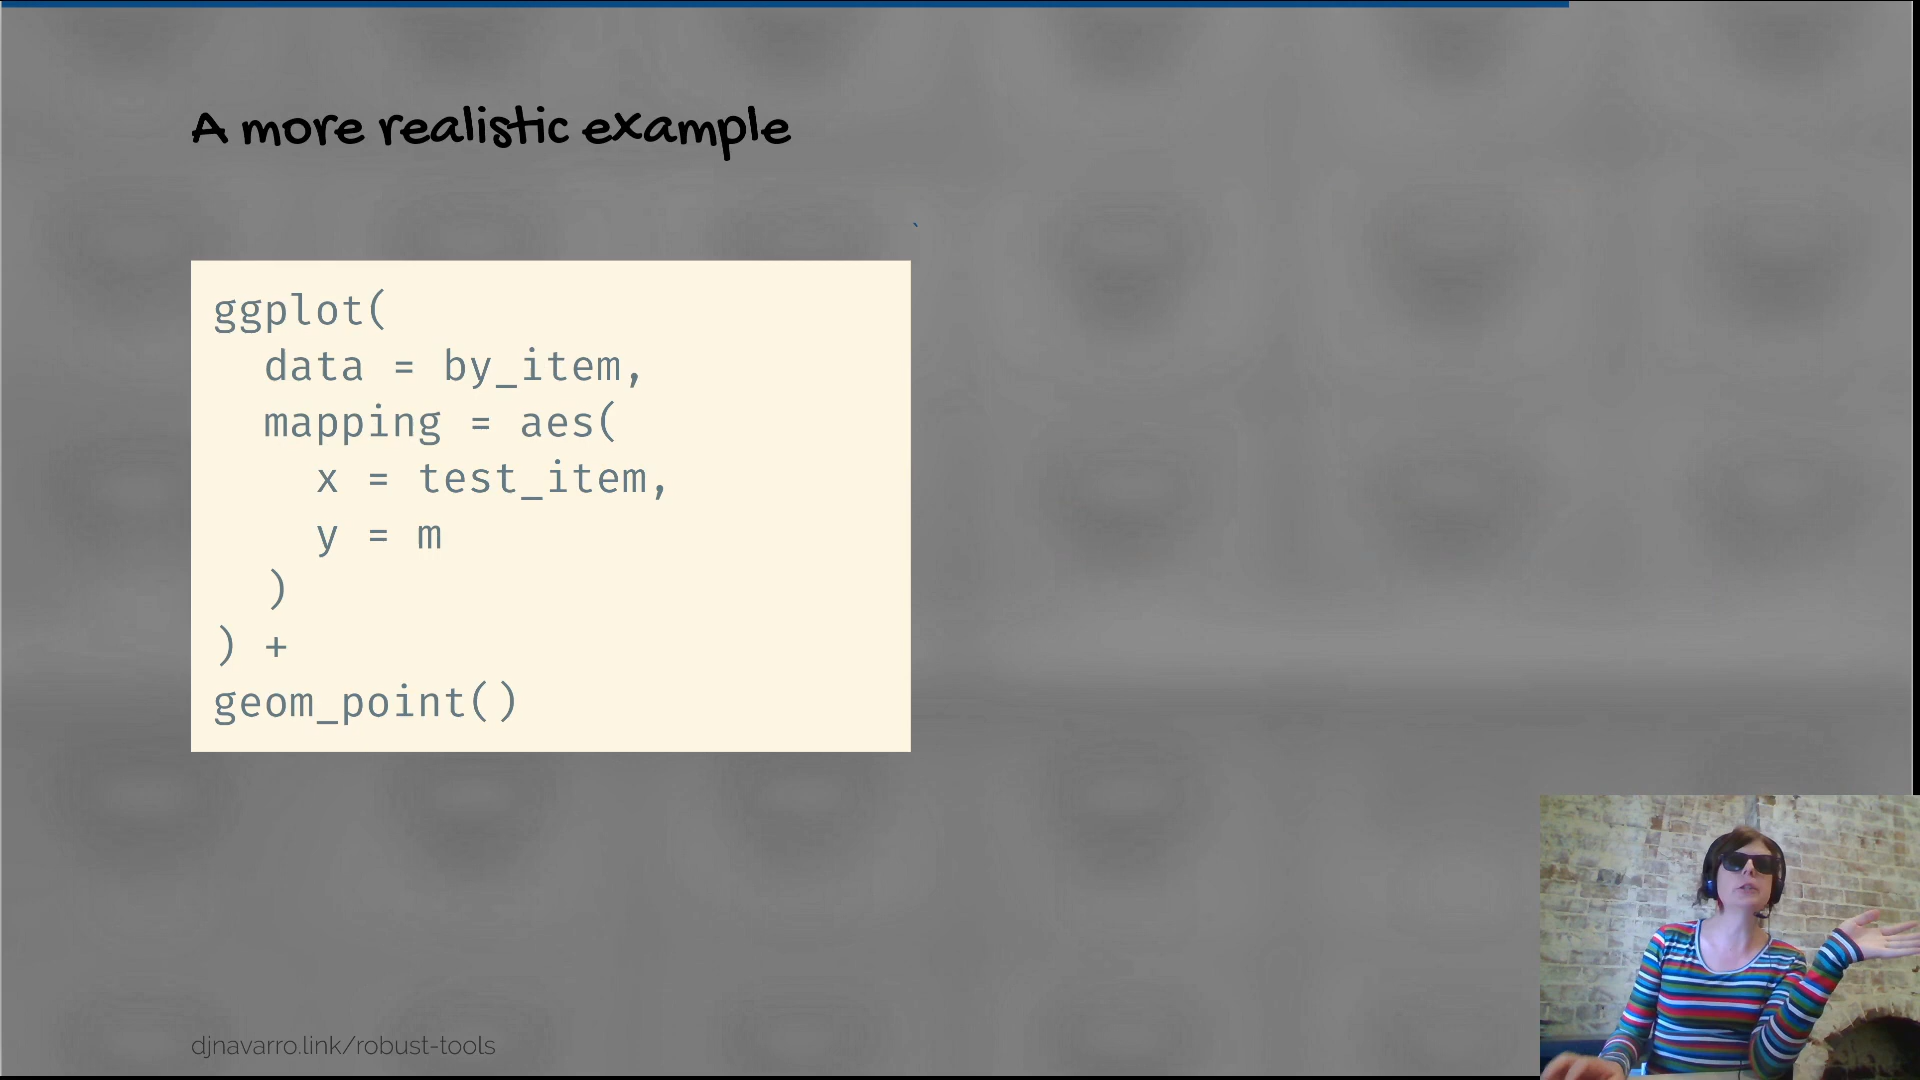 A more realistic example
`
ggplot(
  data = by_item,
  mapping = aes(
    x = test_item,
    y = m
  )
) +
geom_point()
djnavarro.link/robust-tools